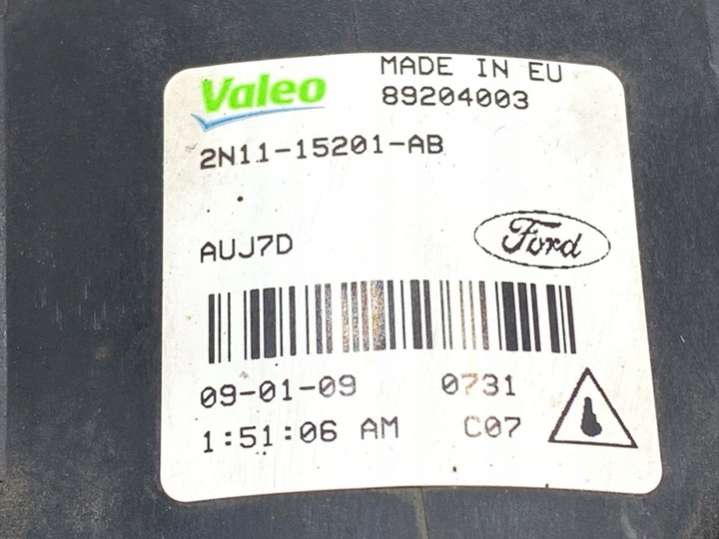 Valeo MADE IN EU
89204003
2N11-15201-AB
AUJ7D Ford
09-01-09 0731
1:51:06 AM C07